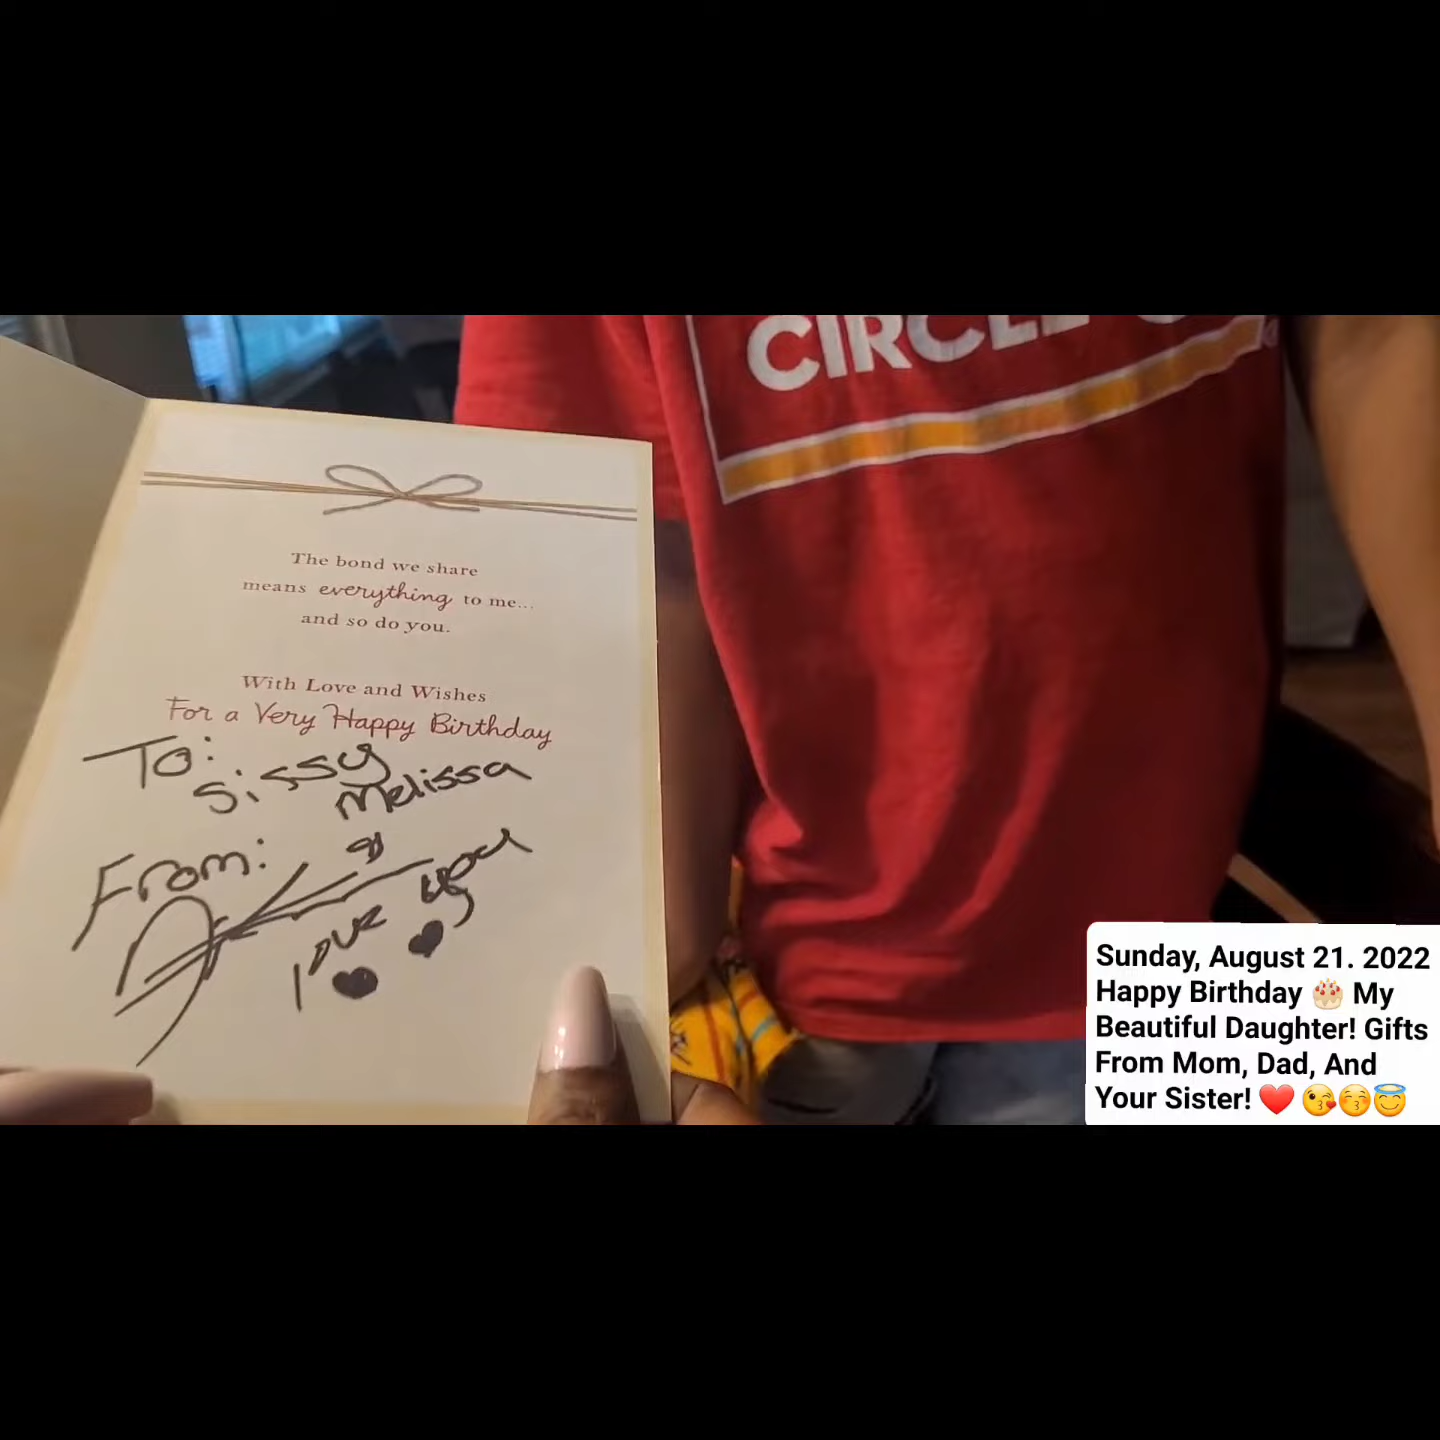 CIRCLE
The bond we share
means everything to me...
and so do you.
With Love and Wishes
For a Very Happy Birthday
To:
Sissy
Melissa
From:
love you
Sunday, August 21. 2022
Happy Birthday 🎂 My
Beautiful Daughter! Gifts
From Mom, Dad, And
Your Sister! ❤️ 😘😚😇